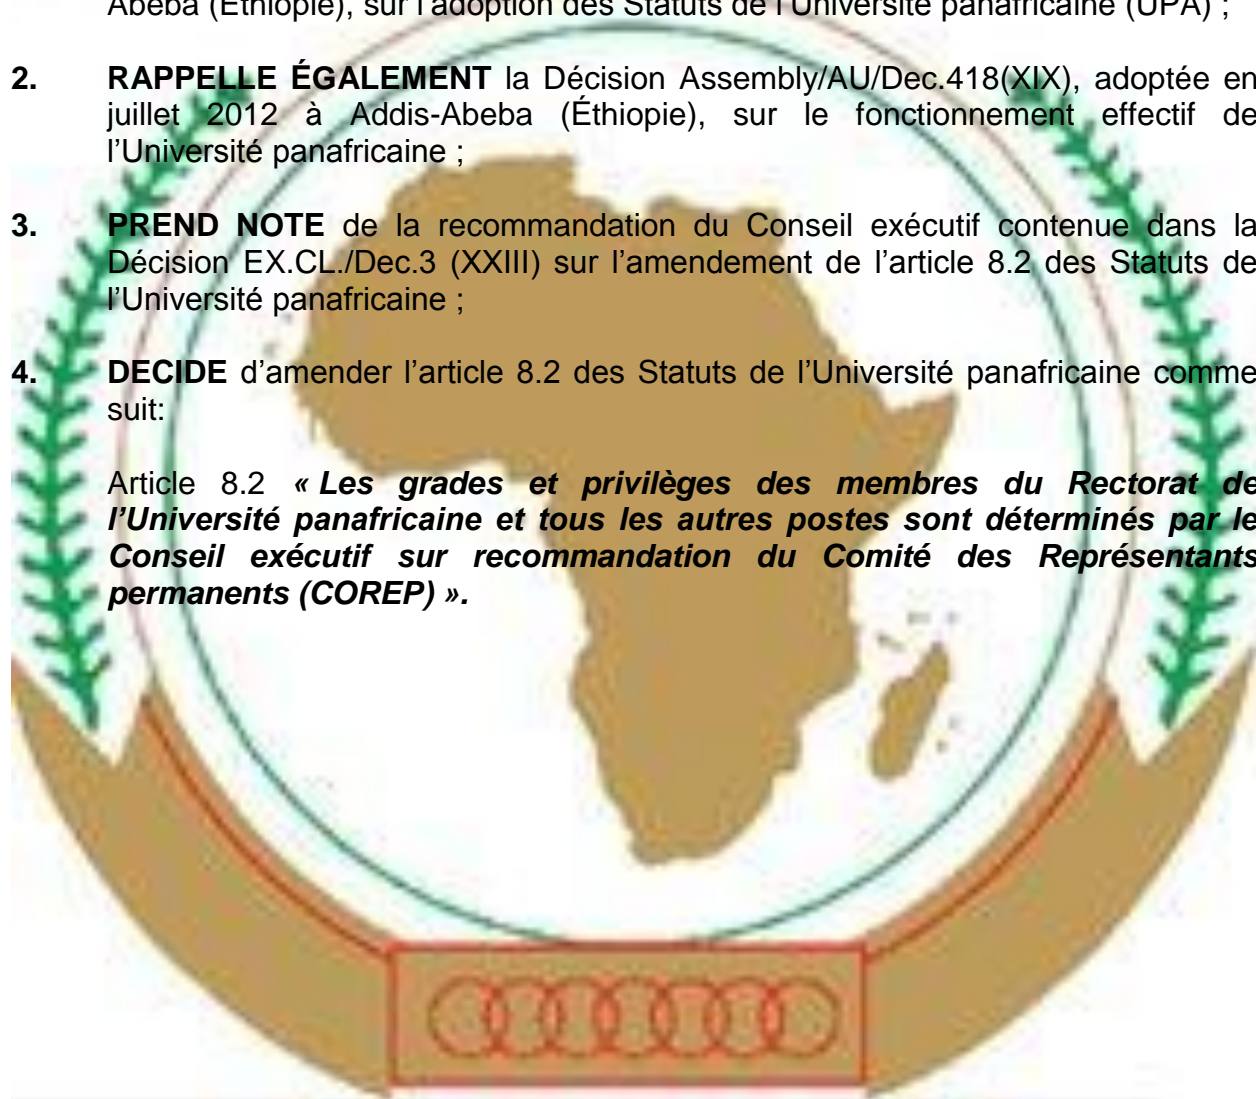 Abeba (Éthiopie), sur l’adoption des Statuts de l’Université panafricaine (UPA) ;
2. RAPPELLE ÉGALEMENT la Décision Assembly/AU/Dec.418(XIX), adoptée en
juillet 2012 à Addis-Abeba (Éthiopie), sur le fonctionnement effectif de
l’Université panafricaine ;
3. PREND NOTE de la recommandation du Conseil exécutif contenue dans la
Décision EX.CL./Dec.3 (XXIII) sur l’amendement de l’article 8.2 des Statuts de
l’Université panafricaine ;
4. DECIDE d’amender l’article 8.2 des Statuts de l’Université panafricaine comme
suit:
Article 8.2 « Les grades et privilèges des membres du Rectorat de
l’Université panafricaine et tous les autres postes sont déterminés par le
Conseil exécutif sur recommandation du Comité des Représentants
permanents (COREP) ».